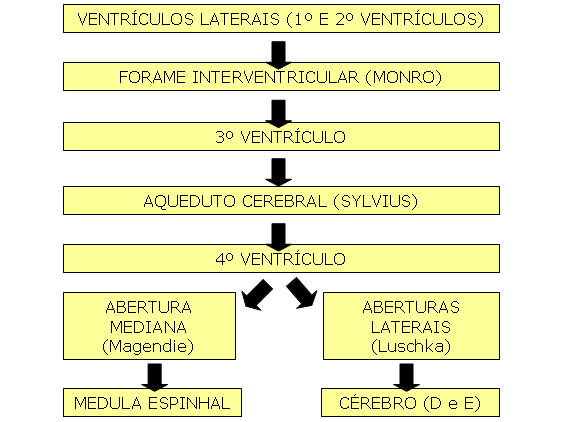 VENTRÍCULOS LATERAIS (1º E 2º VENTRÍCULOS)
FORAME INTERVENTRICULAR (MONRO)
3º VENTRÍCULO
AQUEDUTO CEREBRAL (SYLVIUS)
4º VENTRÍCULO
ABERTURA
MEDIANA
(Magendie)
ABERTURAS
LATERAIS
(Luschka)
MEDULA ESPINHAL
CÉREBRO (D e E)